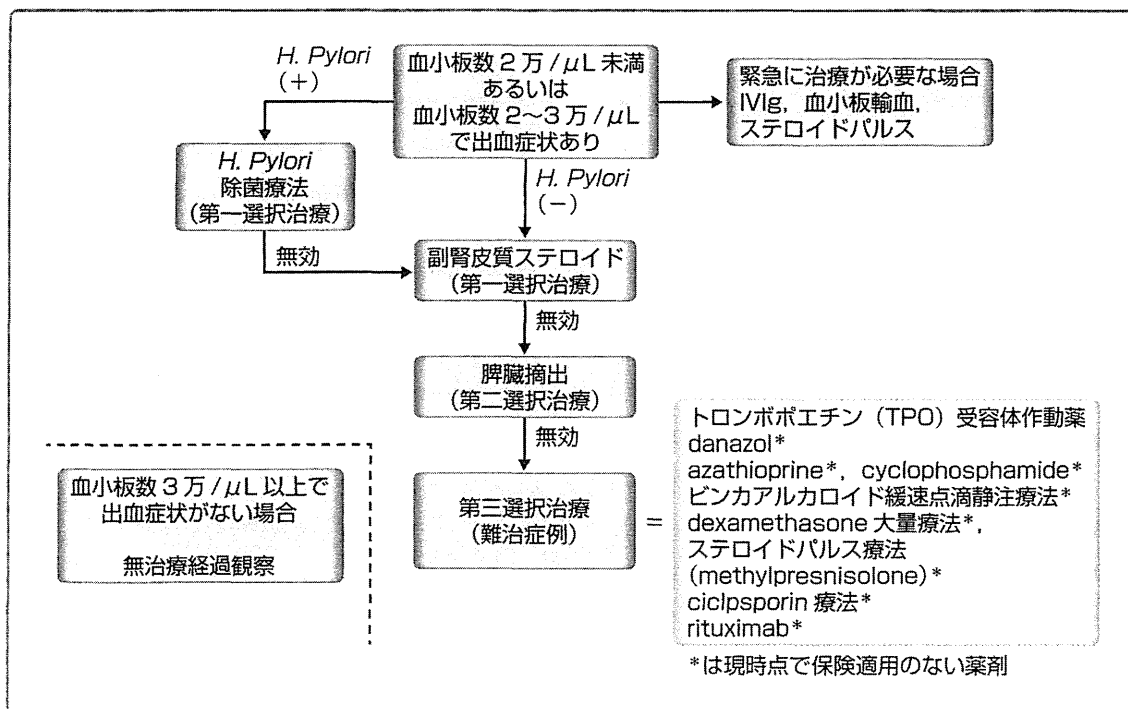 H. Pylori
(+)
血小板数 2 万 /μL 未満
あるいは
血小板数 2〜3 万 /μL
で出血症状あり
緊急に治療が必要な場合
IVIg, 血小板輸血,
ステロイドパルス
H. Pylori
除菌療法
(第一選択治療)
H. Pylori
(−)
無効
副腎皮質ステロイド
(第一選択治療)
無効
脾臓摘出
(第二選択治療)
無効
血小板数 3 万 /μL 以上で
出血症状がない場合
無治療経過観察
第三選択治療
(難治症例)
=
トロンボポエチン (TPO) 受容体作動薬
danazol*
azathioprine*, cyclophosphamide*
ビンカアルカロイド緩速点滴静注療法*
dexamethasone 大量療法*,
ステロイドパルス療法
(methylpresnisolone)*
ciclpsporin 療法*
rituximab*
*は現時点で保険適用のない薬剤